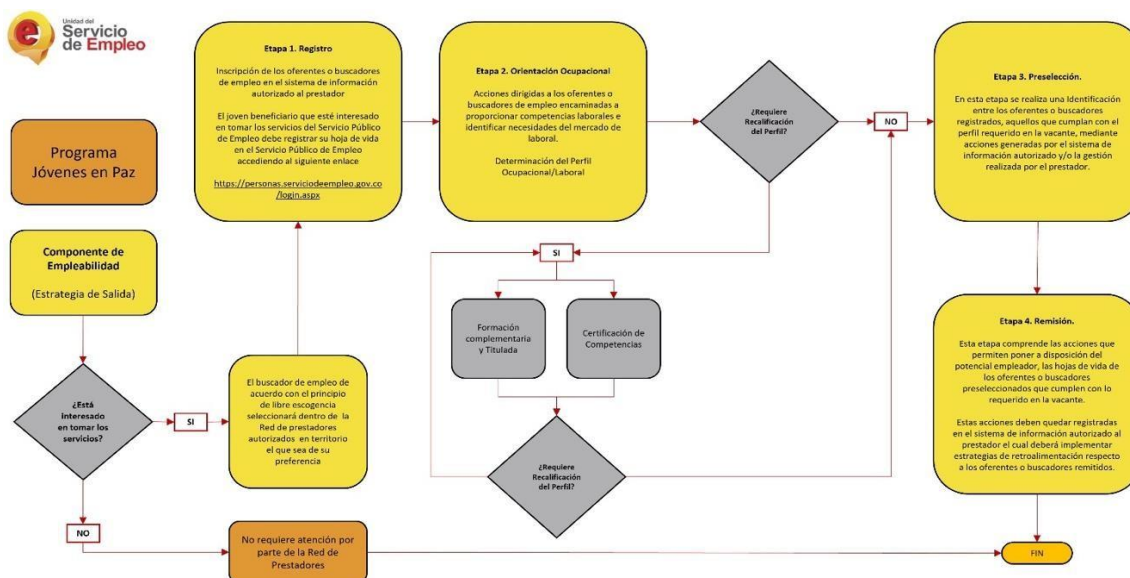 Unidad del
Servicio
de Empleo
Programa
Jóvenes en Paz
Componente de
Empleabilidad
(Estrategia de Salida)
¿Está
interesado
en tomar los
servicios?
SI
NO
El buscador de empleo de
acuerdo con el principio
de libre escogencia
seleccionará dentro de la
Red de prestadores
autorizados en territorio
el que sea de su
preferencia
No requiere atención por
parte de la Red de
Prestadores
Etapa 1. Registro
Inscripción de los oferentes o buscadores
de empleo en el sistema de información
autorizado al prestador
El joven beneficiario que esté interesado
en tomar los servicios del Servicio Público
de Empleo debe registrar su hoja de vida
en el Servicio Público de Empleo
accediendo al siguiente enlace
https://personas.serviciodeempleo.gov.co
/login.aspx
Etapa 2. Orientación Ocupacional
Acciones dirigidas a los oferentes o
buscadores de empleo encaminadas a
proporcionar competencias laborales e
identificar necesidades del mercado de
laboral.
Determinación del Perfil
Ocupacional/Laboral
¿Requiere
Recalificación
del Perfil?
NO
SI
Formación
complementaria
y Titulada
Certificación de
Competencias
¿Requiere
Recalificación
del Perfil?
Etapa 3. Preselección.
En esta etapa se realiza una Identificación
entre los oferentes o buscadores
registrados, aquellos que cumplan con el
perfil requerido en la vacante, mediante
acciones generadas por el sistema de
información autorizado y/o la gestión
realizada por el prestador.
Etapa 4. Remisión.
Esta etapa comprende las acciones que
permiten poner a disposición del
potencial empleador, las hojas de vida de
los oferentes o buscadores
preseleccionados que cumplen con lo
requerido en la vacante.
Estas acciones deben quedar registradas
en el sistema de información autorizado al
prestador el cual deberá implementar
estrategias de retroalimentación respecto
a los oferentes o buscadores remitidos.
FIN